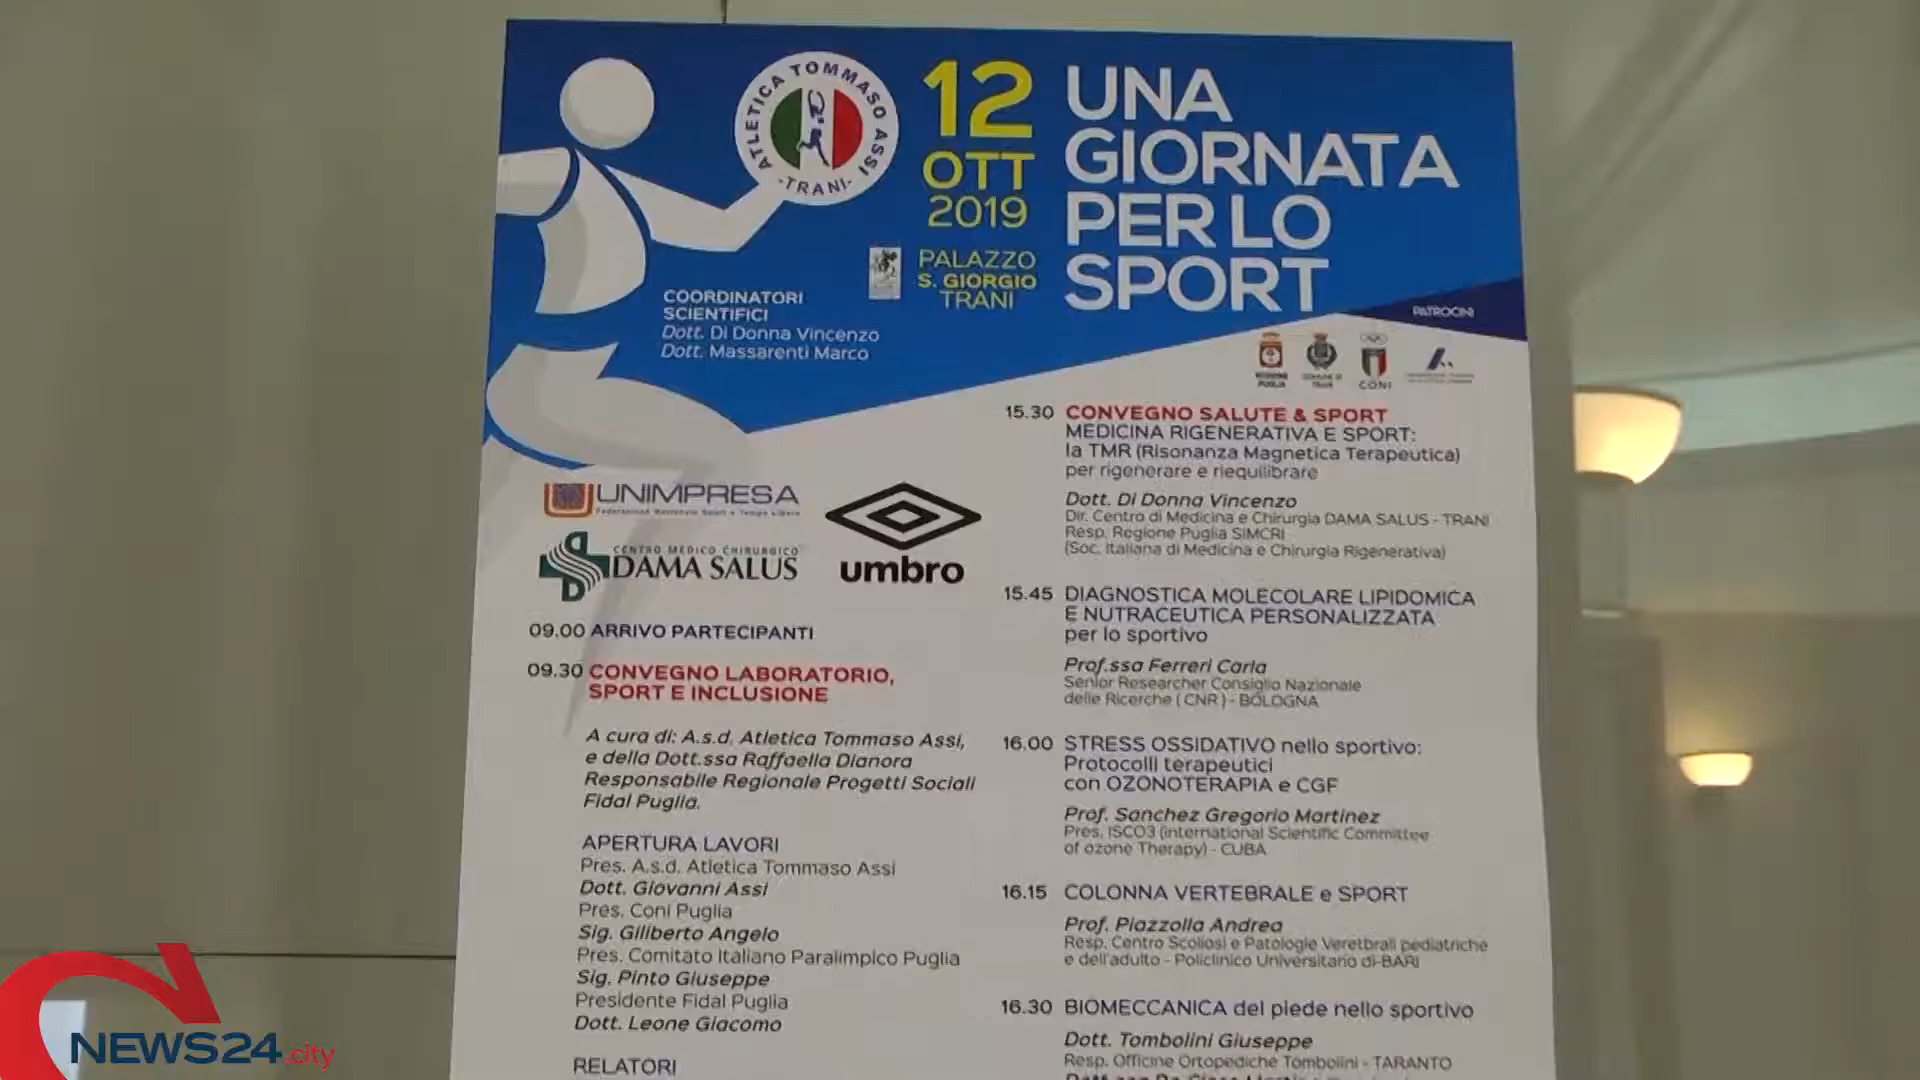 ATLETICA TOMMASO ASSI
-TRANI-
12
OTT
2019
PALAZZO
S. GIORGIO
TRANI
UNA
GIORNATA
PER LO
SPORT
COORDINATORI
SCIENTIFICI
Dott. Di Donna Vincenzo
Dott. Massarenti Marco
PATROCINI
REGIONE
PUGLIA
COMUNE DI
TRANI
CONI
UNIMPRESA
Federazione Nazionale Sport e Tempo Libero
CENTRO MEDICO CHIRURGICO
DAMA SALUS
umbro
09.00 ARRIVO PARTECIPANTI
09.30 CONVEGNO LABORATORIO,
SPORT E INCLUSIONE
A cura di: A.s.d. Atletica Tommaso Assi,
e della Dott.ssa Raffaella Dianora
Responsabile Regionale Progetti Sociali
Fidal Puglia.
APERTURA LAVORI
Pres. A.s.d. Atletica Tommaso Assi
Dott. Giovanni Assi
Pres. Coni Puglia
Sig. Giliberto Angelo
Pres. Comitato Italiano Paralimpico Puglia
Sig. Pinto Giuseppe
Presidente Fidal Puglia
Dott. Leone Giacomo
RELATORI
15.30 CONVEGNO SALUTE & SPORT
MEDICINA RIGENERATIVA E SPORT:
la TMR (Risonanza Magnetica Terapeutica)
per rigenerare e riequilibrare
Dott. Di Donna Vincenzo
Dir. Centro di Medicina e Chirurgia DAMA SALUS - TRANI
Resp. Regione Puglia SIMCRI
(Soc. Italiana di Medicina e Chirurgia Rigenerativa)
15.45 DIAGNOSTICA MOLECOLARE LIPIDOMICA
E NUTRACEUTICA PERSONALIZZATA
per lo sportivo
Prof.ssa Ferreri Carla
Senior Researcher Consiglio Nazionale
delle Ricerche ( CNR ) - BOLOGNA
16.00 STRESS OSSIDATIVO nello sportivo:
Protocolli terapeutici
con OZONOTERAPIA e CGF
Prof. Sanchez Gregorio Martinez
Pres. ISCO3 (International Scientific Committee
of ozone Therapy) - CUBA
16.15 COLONNA VERTEBRALE e SPORT
Prof. Piazzolla Andrea
Resp. Centro Scoliosi e Patologie Veretbrali pediatriche
e dell'adulto - Policlinico Universitario di-BARI
16.30 BIOMECCANICA del piede nello sportivo
Dott. Tombolini Giuseppe
Resp. Officine Ortopediche Tombolini - TARANTO
NEWS24.city